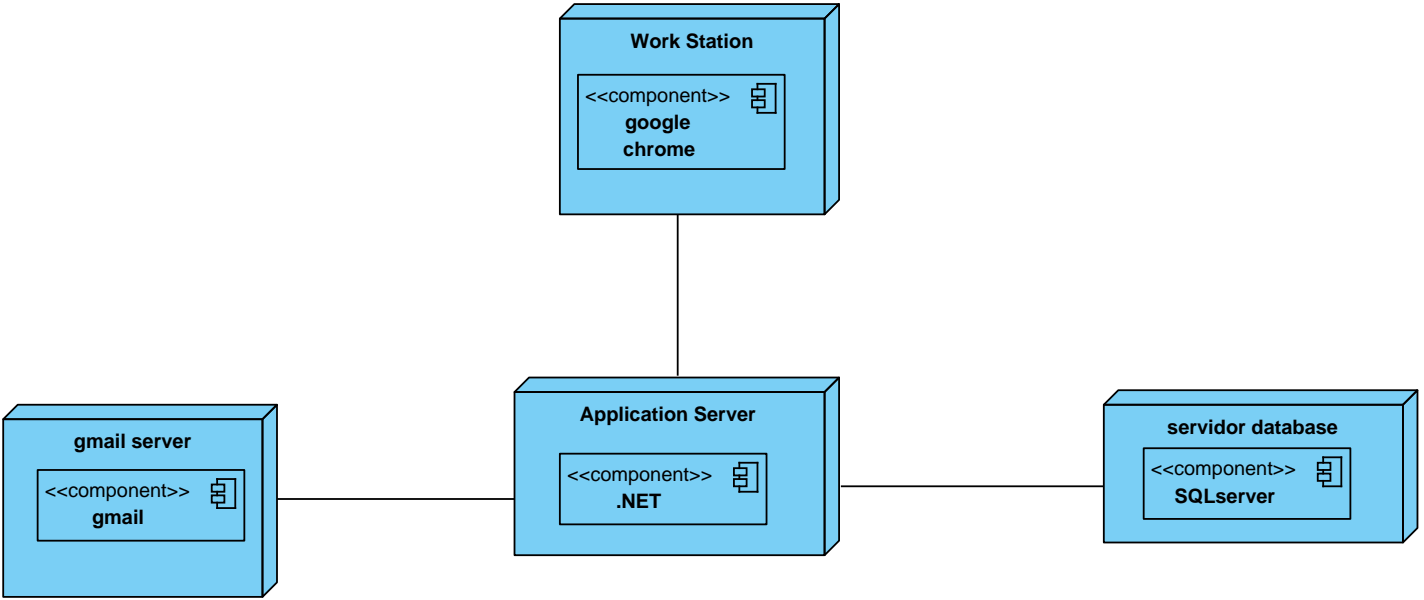 Work Station
<<component>>
google
chrome
Application Server
<<component>>
.NET
gmail server
<<component>>
gmail
servidor database
<<component>>
SQLserver